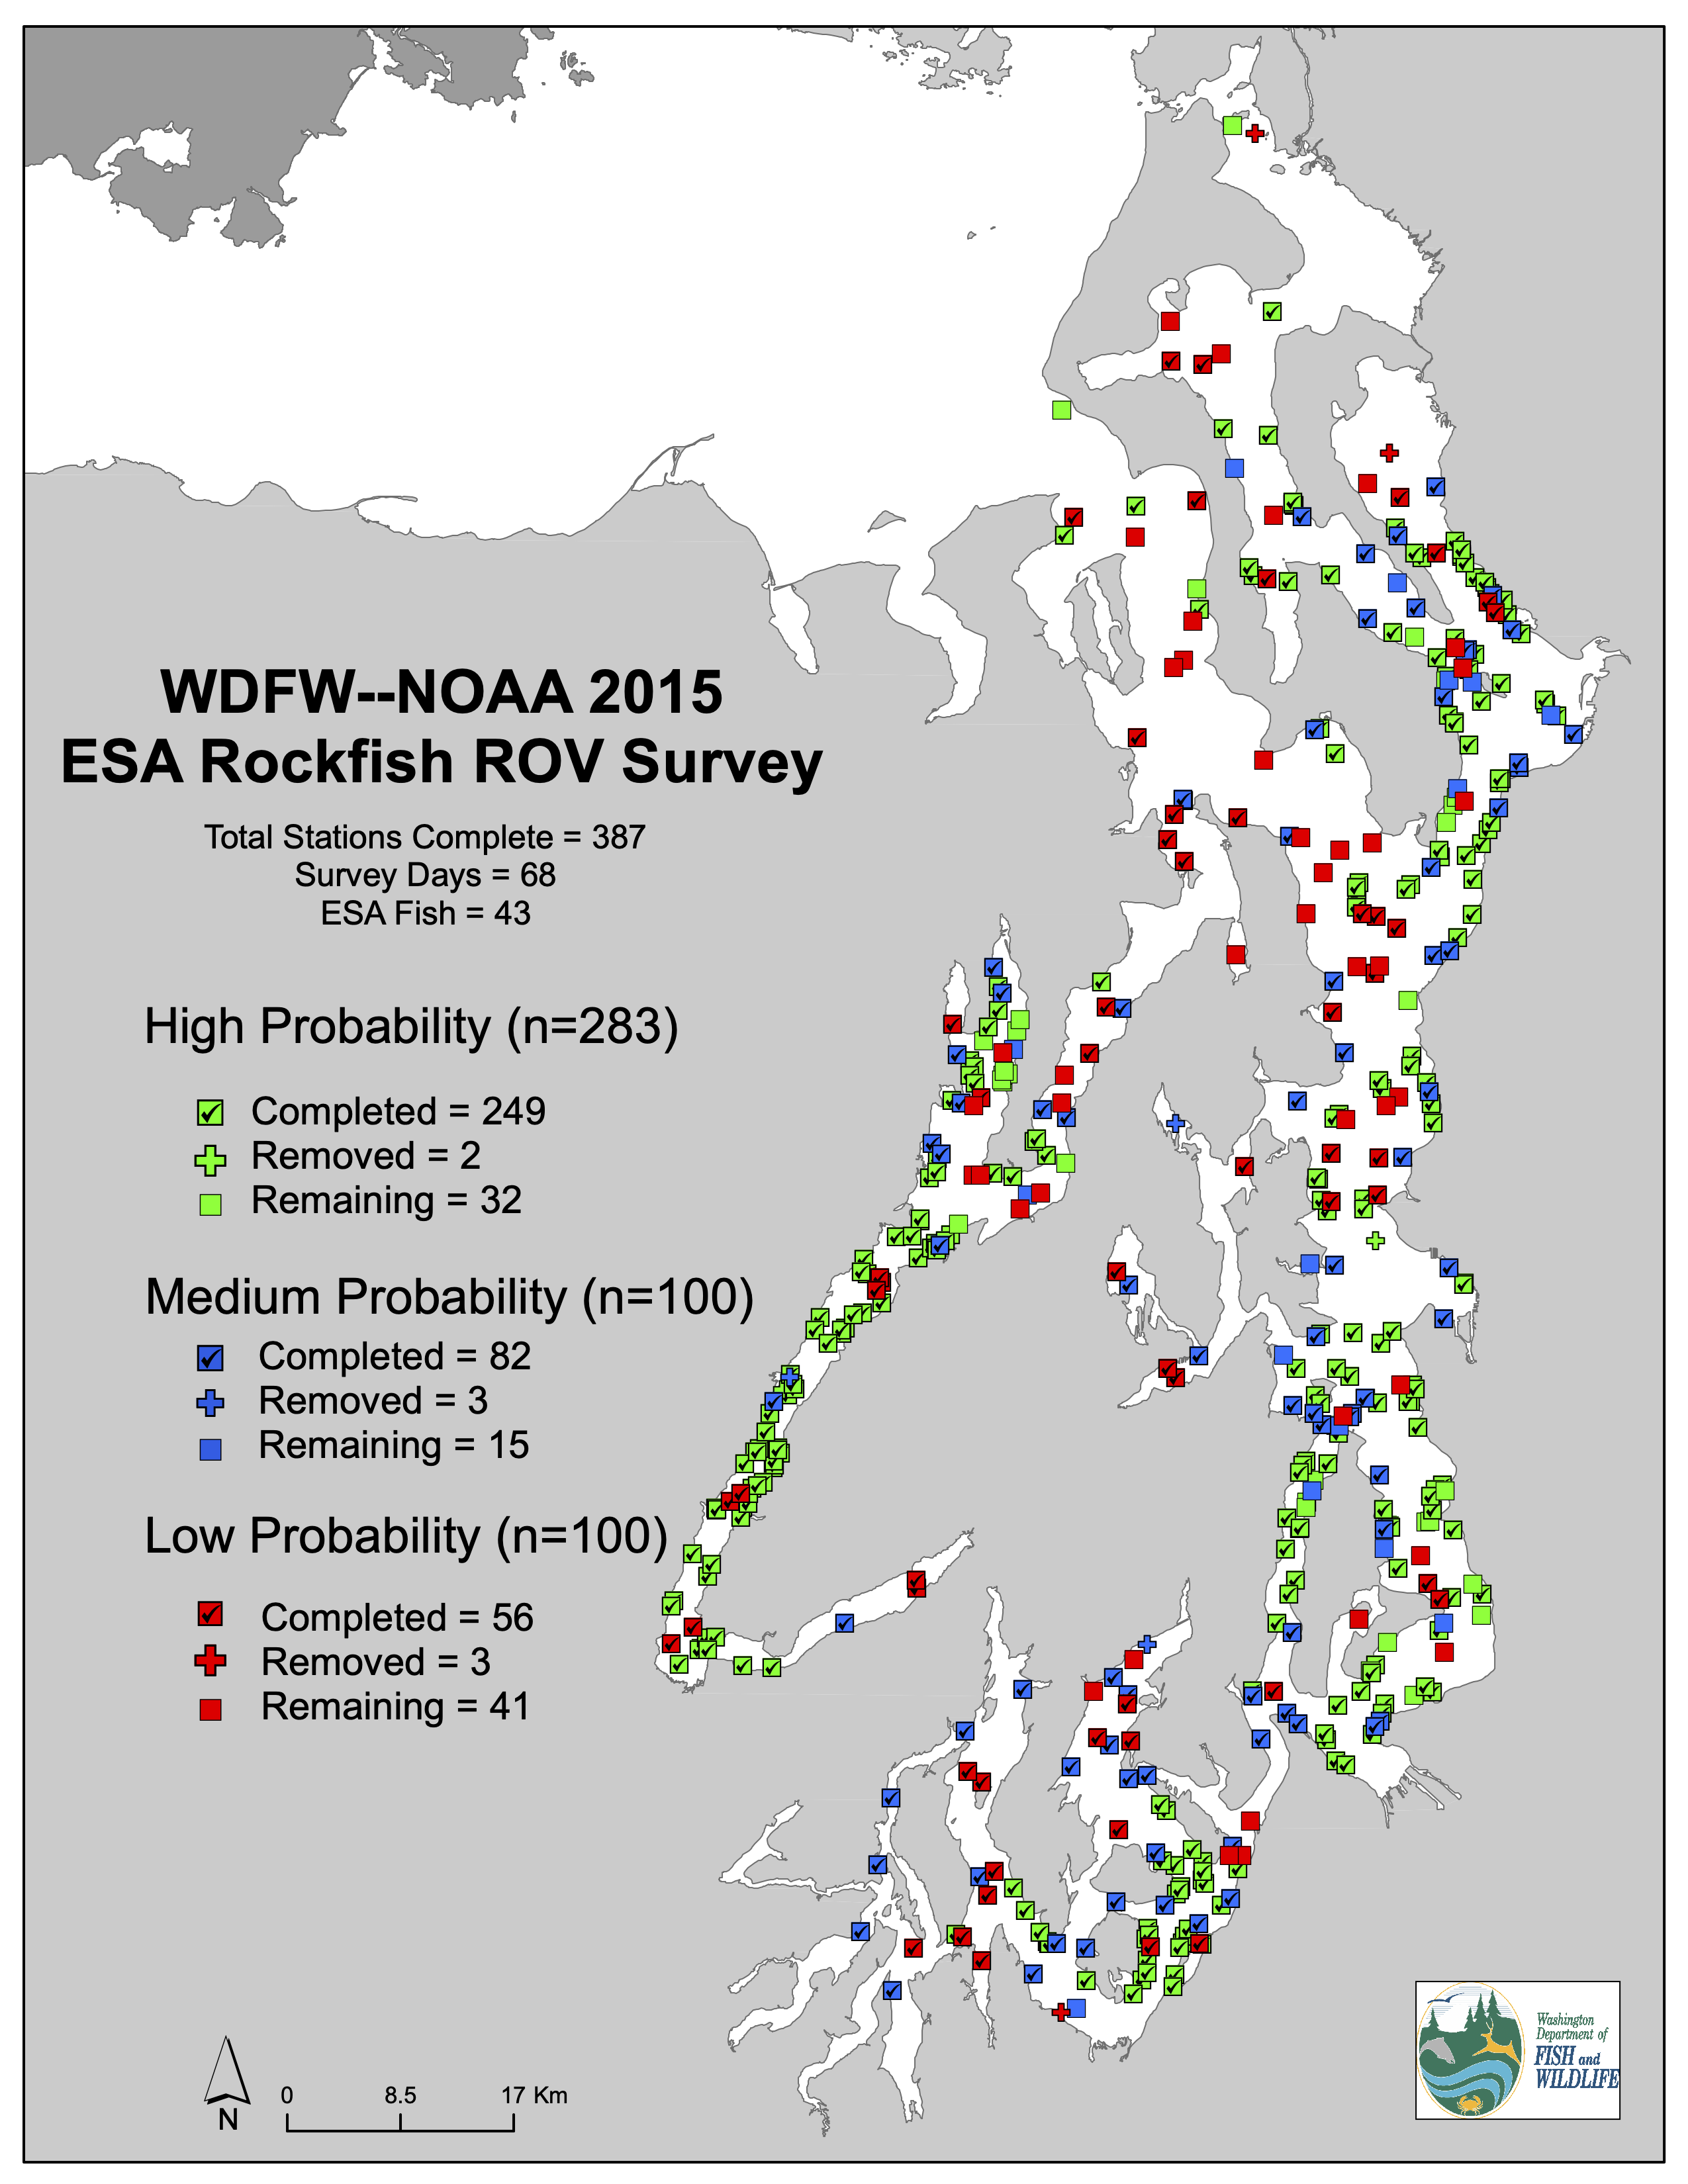 WDFW--NOAA 2015
ESA Rockfish ROV Survey
Total Stations Complete = 387
Survey Days = 68
ESA Fish = 43
High Probability (n=283)
Completed = 249
Removed = 2
Remaining = 32
Medium Probability (n=100)
Completed = 82
Removed = 3
Remaining = 15
Low Probability (n=100)
Completed = 56
Removed = 3
Remaining = 41
N
0 8.5 17 Km
Washington
Department of
FISH and
WILDLIFE